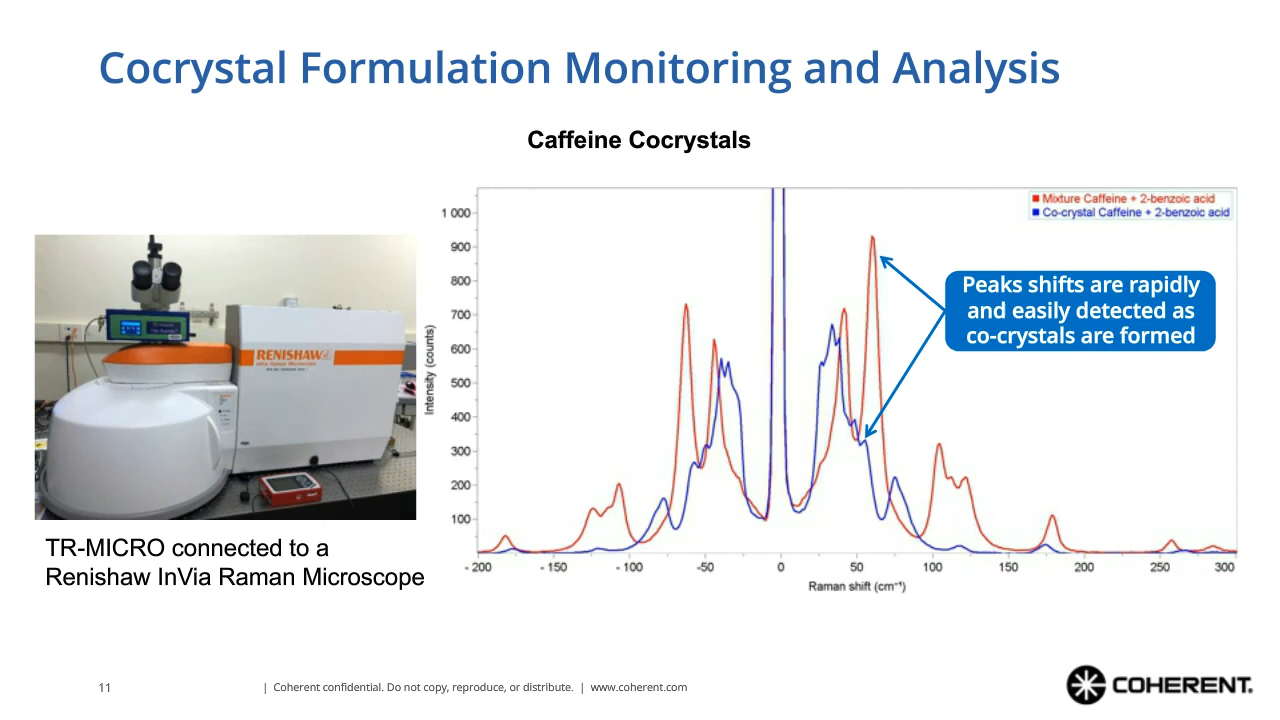 Cocrystal Formulation Monitoring and Analysis
Caffeine Cocrystals
RENISHAW
inVia Raman Microscope
TR-MICRO connected to a
Renishaw InVia Raman Microscope
Intensity (counts)
1 000
900
800
700
600
500
400
300
200
100
- 200
- 150
- 100
-50
0
50
100
150
200
250
300
Raman shift (cm⁻¹)
Mixture Caffeine + 2-benzoic acid
Co-crystal Caffeine + 2-benzoic acid
Peaks shifts are rapidly
and easily detected as
co-crystals are formed
11
| Coherent confidential. Do not copy, reproduce, or distribute. | www.coherent.com
COHERENT.